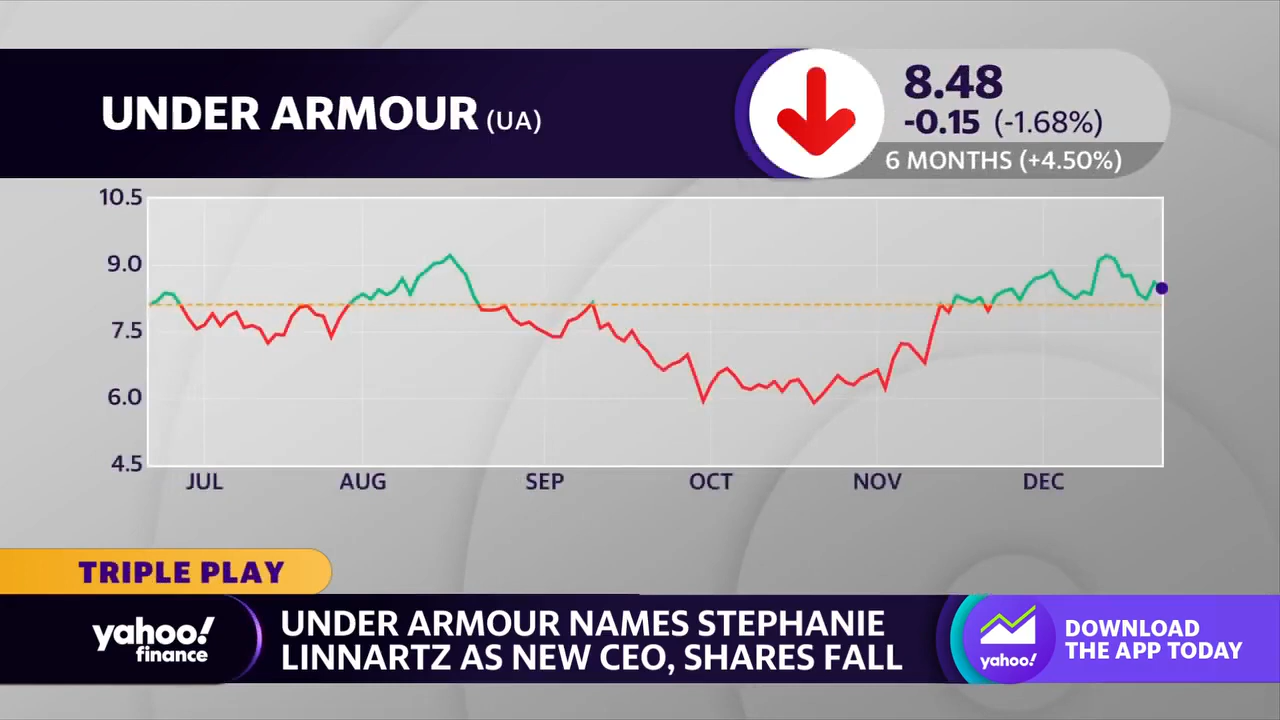 UNDER ARMOUR (UA)
8.48
-0.15 (-1.68%)
6 MONTHS (+4.50%)
10.5
9.0
7.5
6.0
4.5
JUL AUG SEP OCT NOV DEC
TRIPLE PLAY
yahoo!
finance
UNDER ARMOUR NAMES STEPHANIE
LINNARTZ AS NEW CEO, SHARES FALL
yahoo!
DOWNLOAD
THE APP TODAY